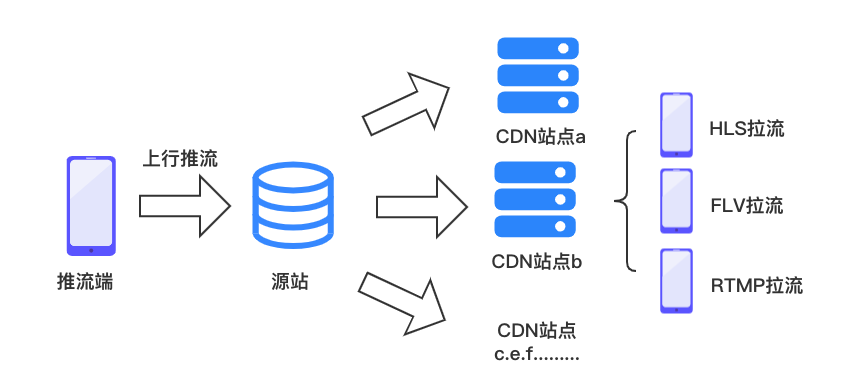 上行推流
推流端
源站
CDN站点a
CDN站点b
CDN站点
c.e.f.........
HLS拉流
FLV拉流
RTMP拉流